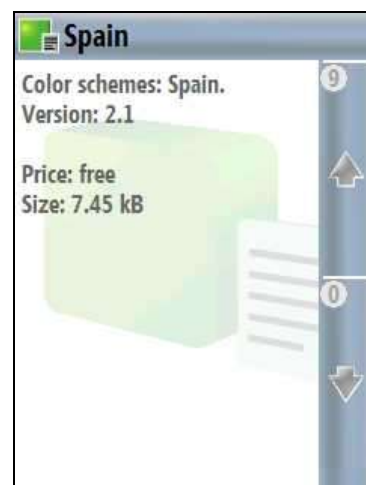 Spain
Color schemes: Spain.
Version: 2.1
Price: free
Size: 7.45 kB
9
0